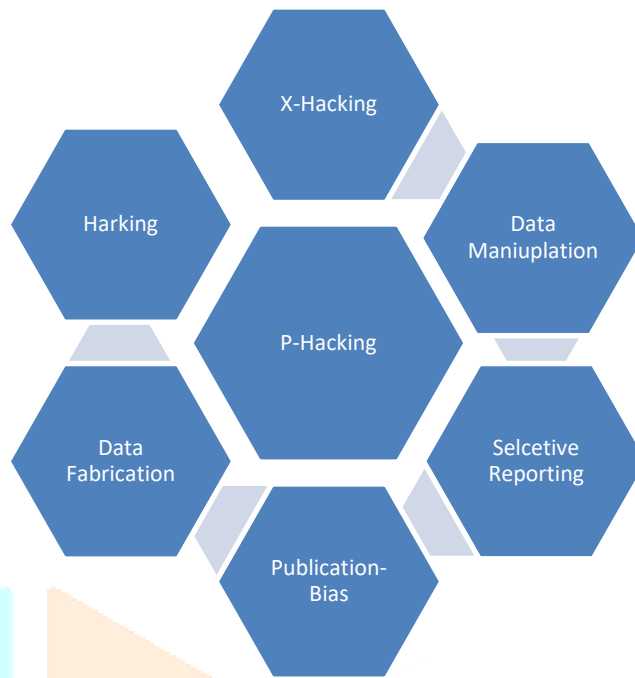 X-Hacking
Harking
Data
Maniuplation
P-Hacking
Data
Fabrication
Selcetive
Reporting
Publication-
Bias